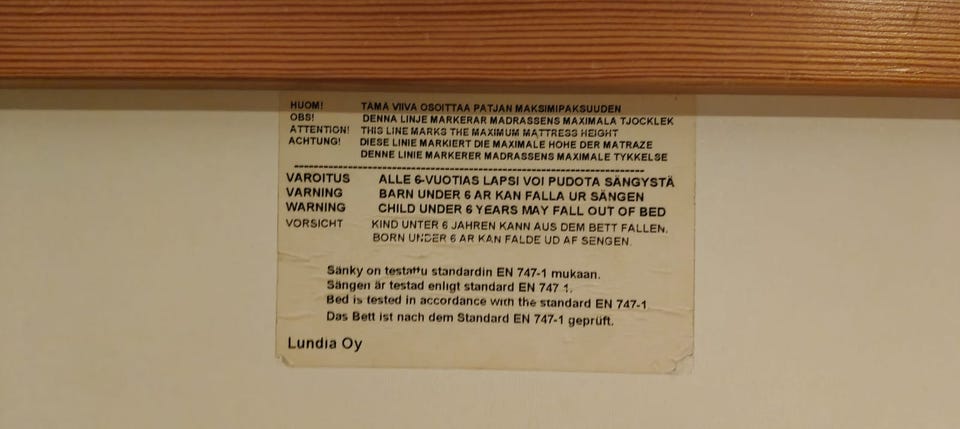 HUOM! TAMA VIIVA OSOITTAA PATJAN MAKSIMIPAKSUUDEN
OBS! DENNA LINJE MARKERAR MADRASSENS MAXIMALA TJOCKLEK
ATTENTION! THIS LINE MARKS THE MAXIMUM MATTRESS HEIGHT
ACHTUNG! DIESE LINIE MARKIERT DIE MAXIMALE HOHE DER MATRAZE
DENNE LINIE MARKERER MADRASSENS MAXIMALE TYKKELSE
VAROITUS ALLE 6-VUOTIAS LAPSI VOI PUDOTA SÄNGYSTÄ
VARNING BARN UNDER 6 AR KAN FALLA UR SÄNGEN
WARNING CHILD UNDER 6 YEARS MAY FALL OUT OF BED
VORSICHT KIND UNTER 6 JAHREN KANN AUS DEM BETT FALLEN.
BORN UNDER 6 AR KAN FALDE UD AF SENGEN.
Sänky on testattu standardin EN 747-1 mukaan.
Sängen är testad enligt standard EN 747 1.
Bed is tested in accordance with the standard EN 747-1
Das Bett ist nach dem Standard EN 747-1 geprüft.
Lundia Oy